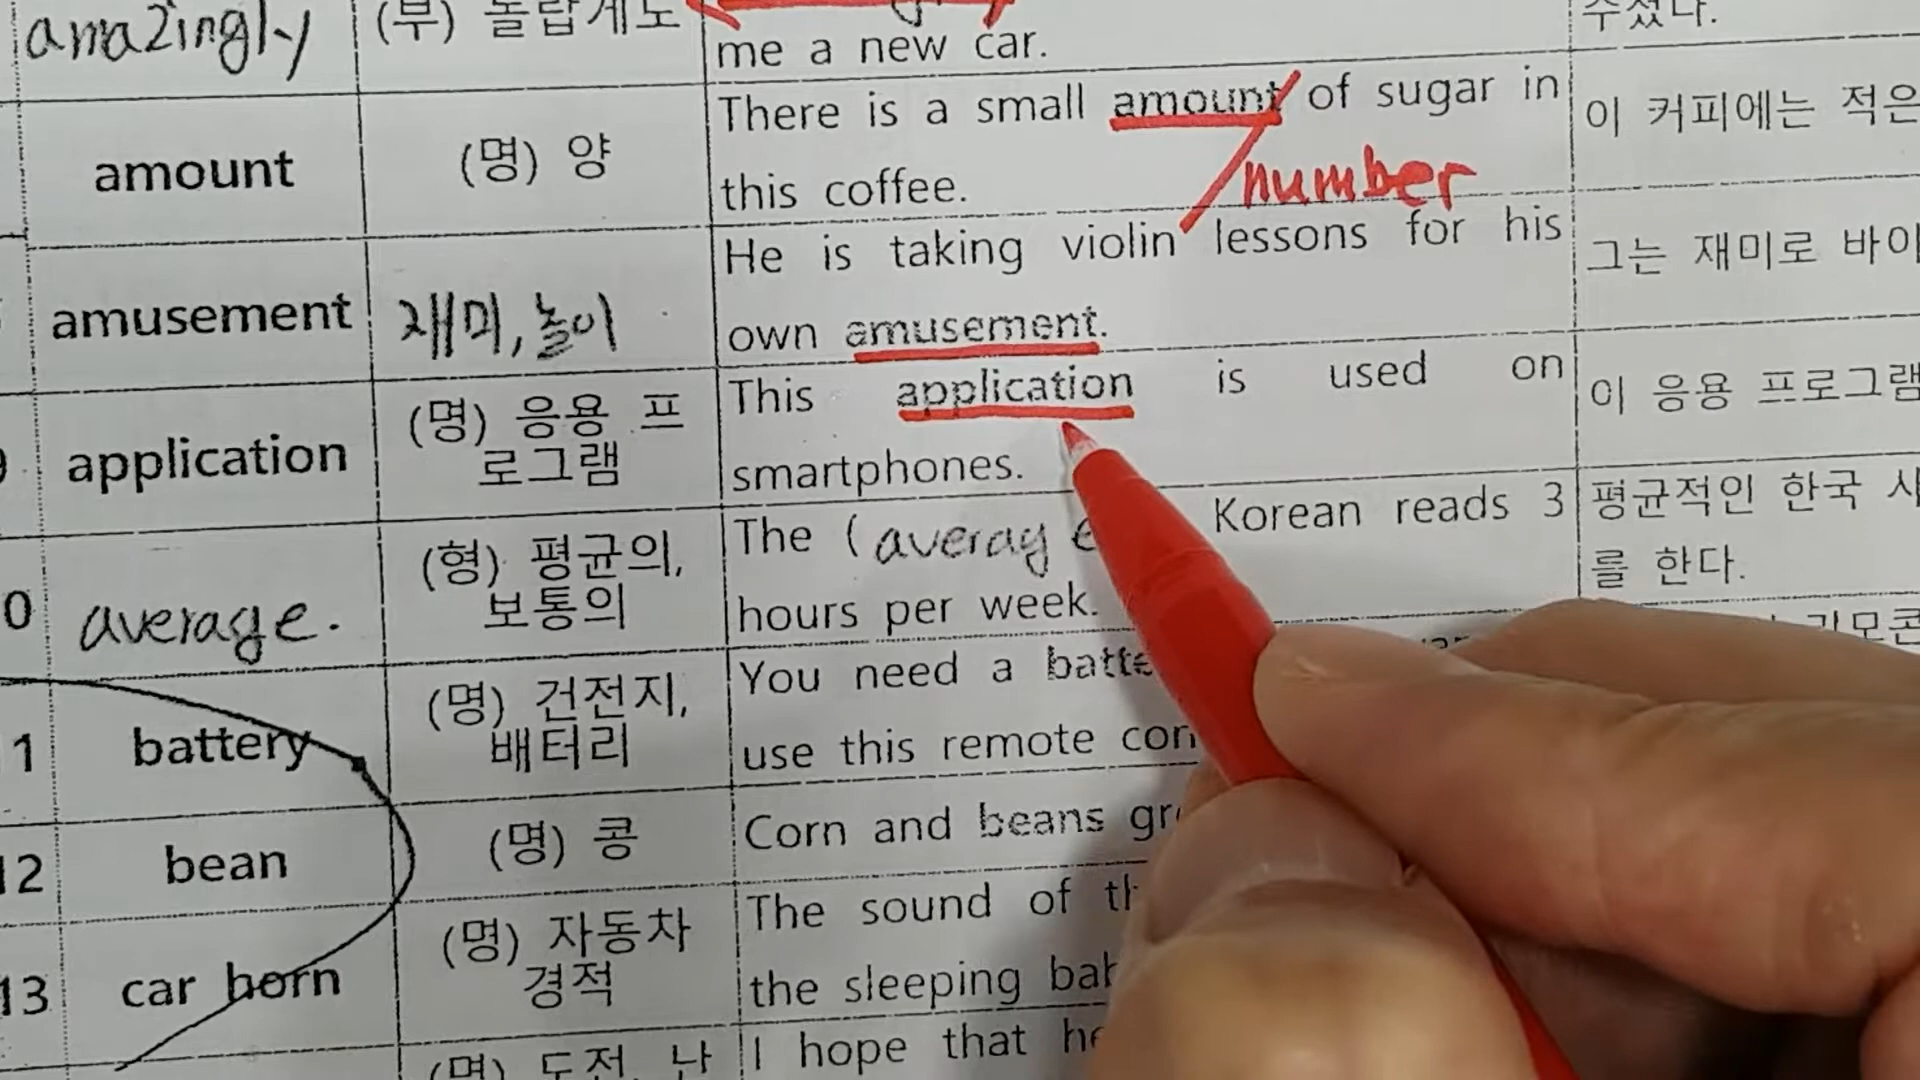 amazingly
(부) 놀랍게도
me a new car.
amount
(명) 양
There is a small amount of sugar in
this coffee.
number
이 커피에는 적은
amusement
재미, 놀이
He is taking violin lessons for his
own amusement.
그는 재미로 바이
application
(명) 응용 프
로그램
This application is used on
smartphones.
이 응용 프로그램
0
average.
(형) 평균의,
보통의
The (average Korean reads 3
hours per week.
평균적인 한국 사
를 한다.
11
battery
(명) 건전지,
배터리
You need a
use this remote
12
bean
(명) 콩
Corn and beans
13
car horn
(명) 자동차
경적
The sound of
the sleeping
(명) 도전, 난
I hope that